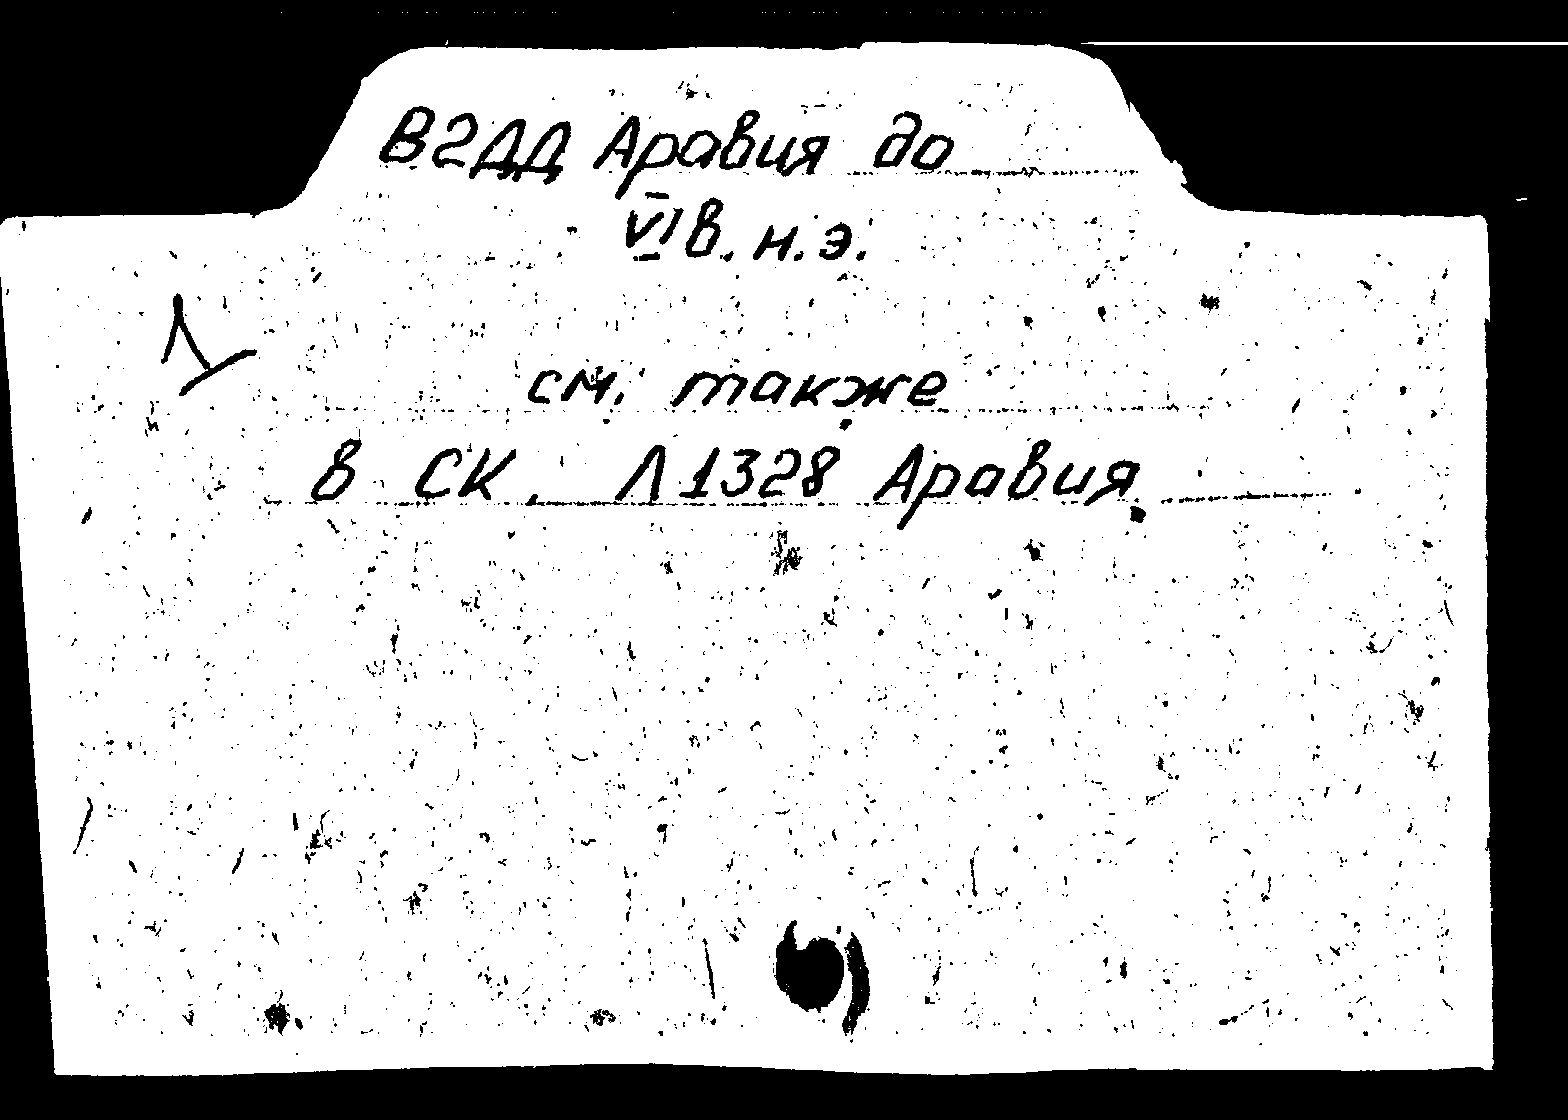 В2ДД Аравия до
VI в. н.э.
см. также
в СК. Л1328 Аравия